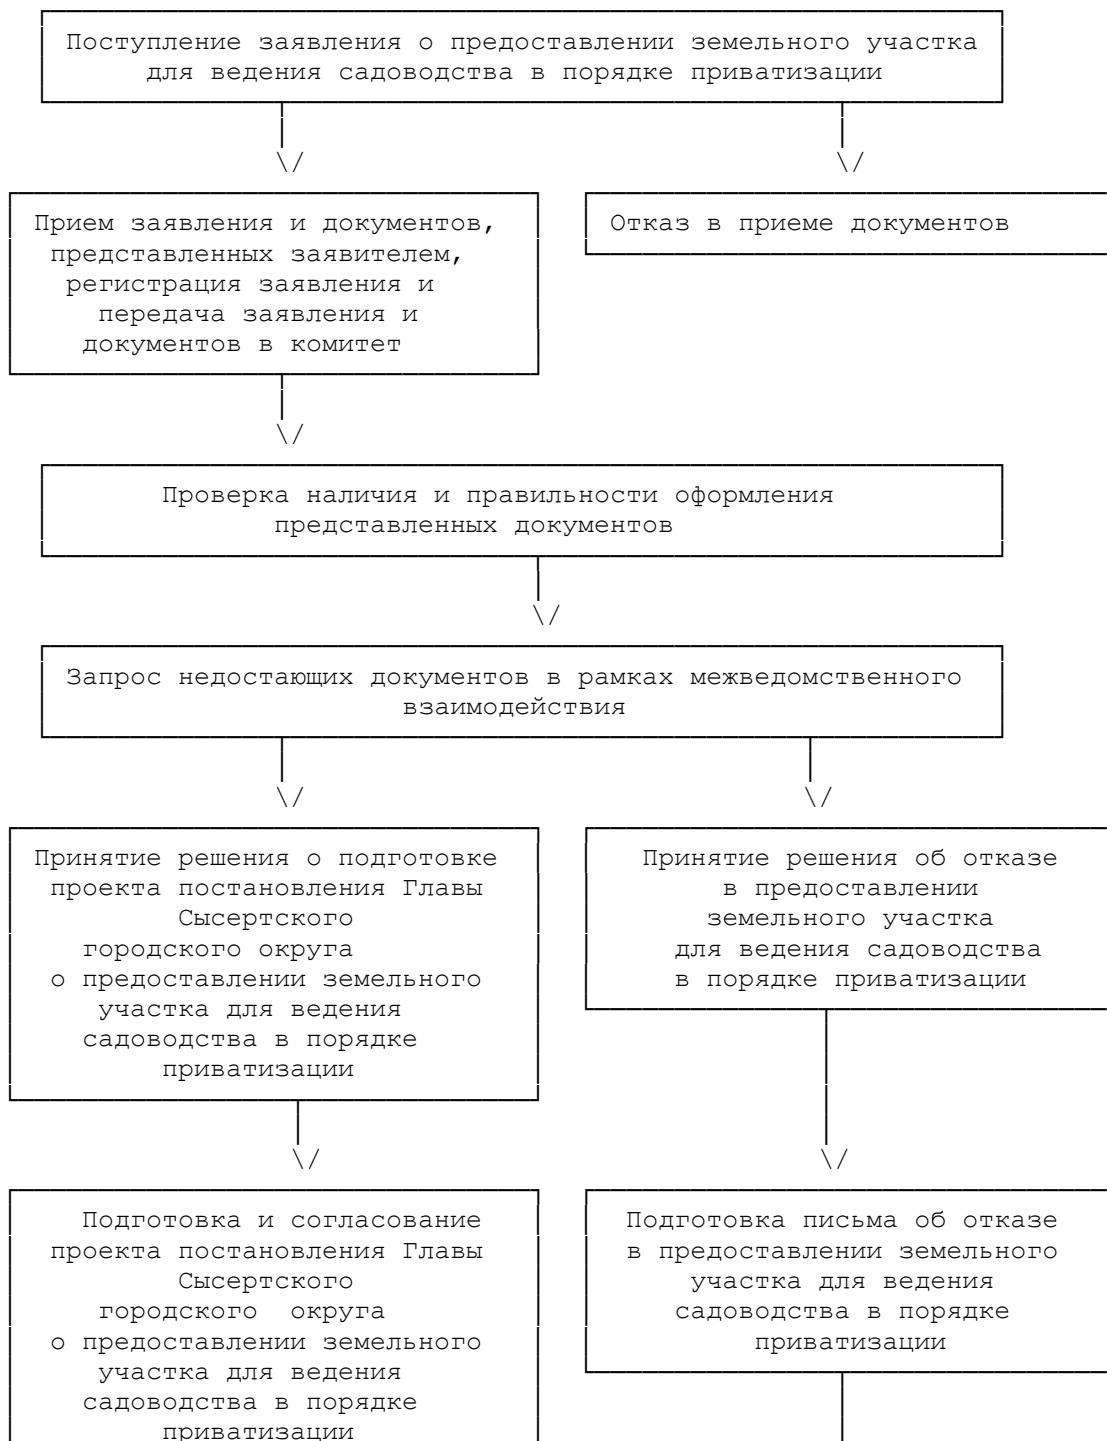 Поступление заявления о предоставлении земельного участка
для ведения садоводства в порядке приватизации
\/
\/
Прием заявления и документов,
представленных заявителем,
регистрация заявления и
передача заявления и
документов в комитет
Отказ в приеме документов
\/
Проверка наличия и правильности оформления
представленных документов
\/
Запрос недостающих документов в рамках межведомственного
взаимодействия
\/
\/
Принятие решения о подготовке
проекта постановления Главы
Сысертского
городского округа
о предоставлении земельного
участка для ведения
садоводства в порядке
приватизации
Принятие решения об отказе
в предоставлении
земельного участка
для ведения садоводства
в порядке приватизации
\/
\/
Подготовка и согласование
проекта постановления Главы
Сысертского
городского округа
о предоставлении земельного
участка для ведения
садоводства в порядке
приватизации
Подготовка письма об отказе
в предоставлении земельного
участка для ведения
садоводства в порядке
приватизации